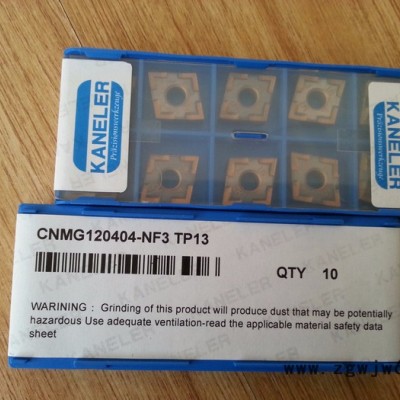 KANELER
Präzisionswerkzeuge
KANELER
CNMG120404-NF3 TP13
QTY 10
WARINING : Grinding of this product will produce dust that may be potentially
hazardous Use adequate ventilation-read the applicable material safety data
sheet